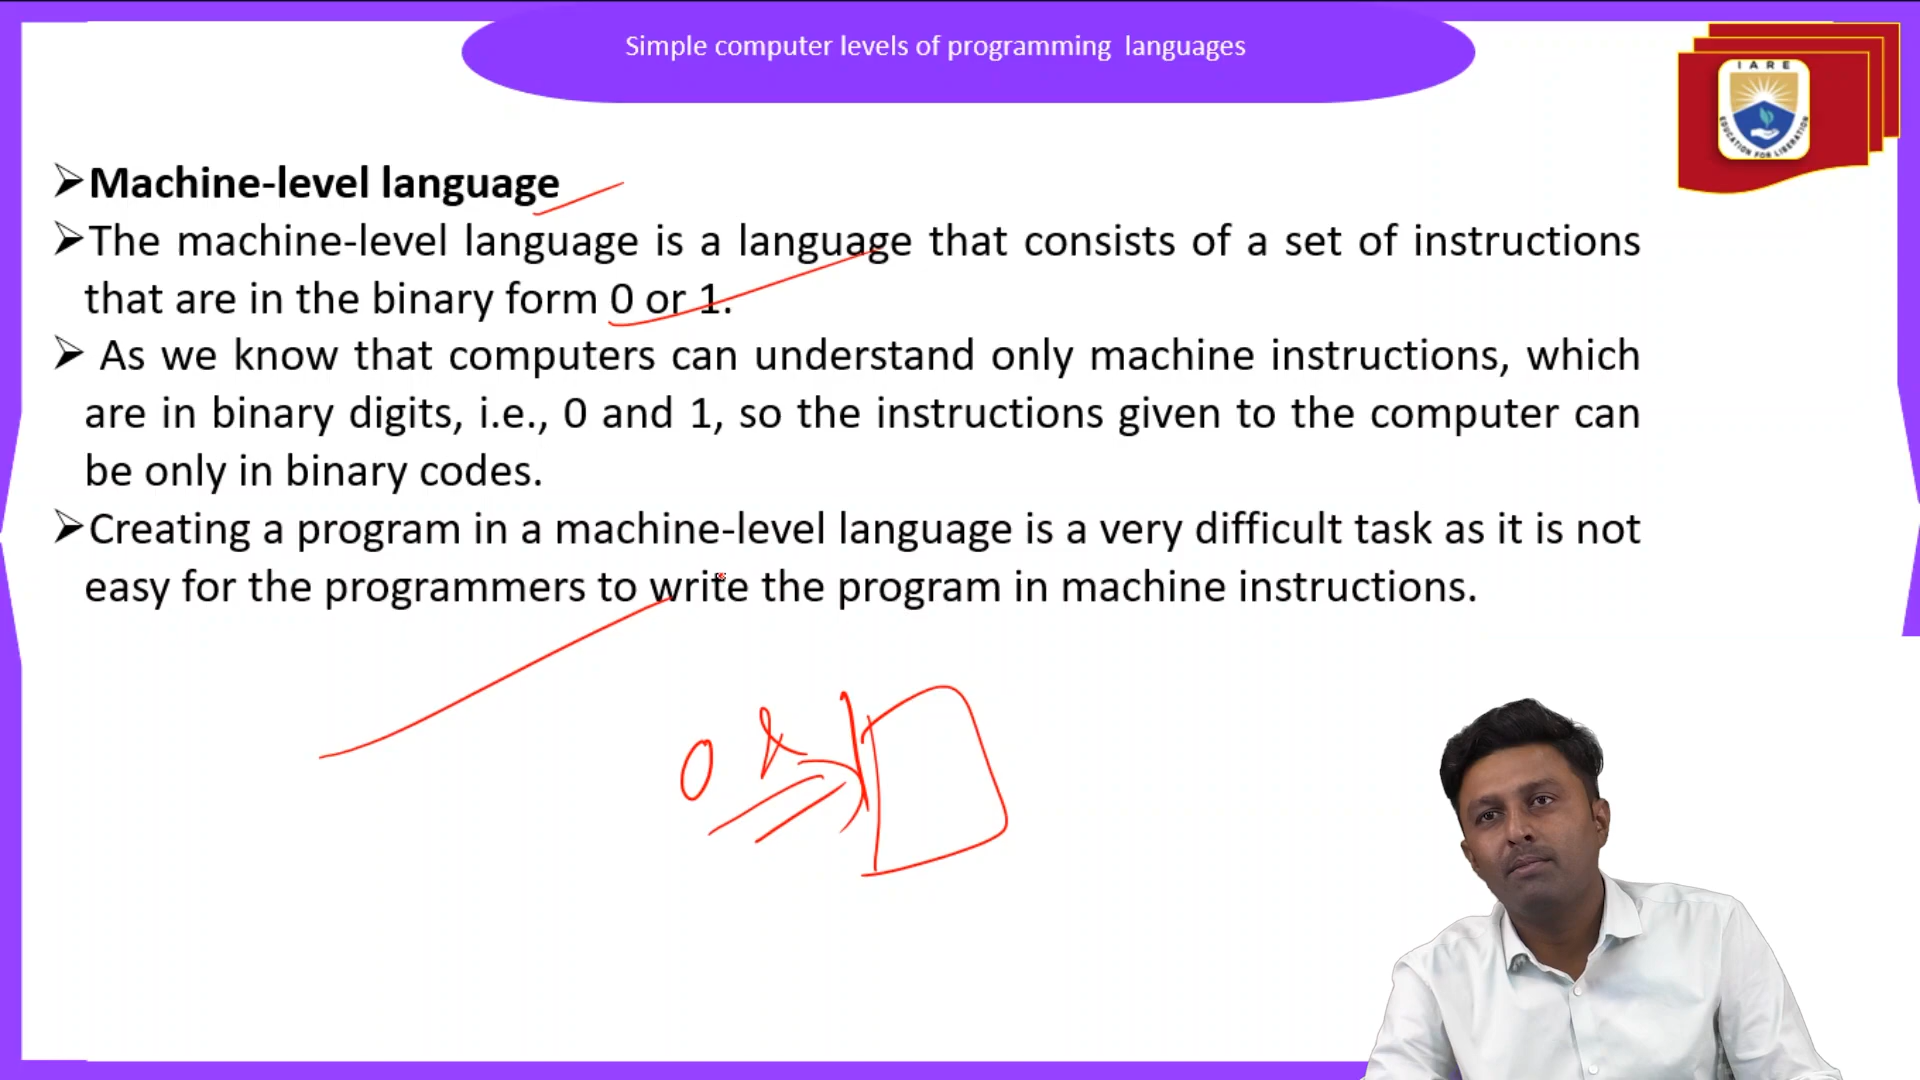 Simple computer levels of programming languages
IARE
EDUCATION FOR LIBERATION
➢Machine-level language
➢The machine-level language is a language that consists of a set of instructions
that are in the binary form 0 or 1.
➢ As we know that computers can understand only machine instructions, which
are in binary digits, i.e., 0 and 1, so the instructions given to the computer can
be only in binary codes.
➢Creating a program in a machine-level language is a very difficult task as it is not
easy for the programmers to write the program in machine instructions.
0 &